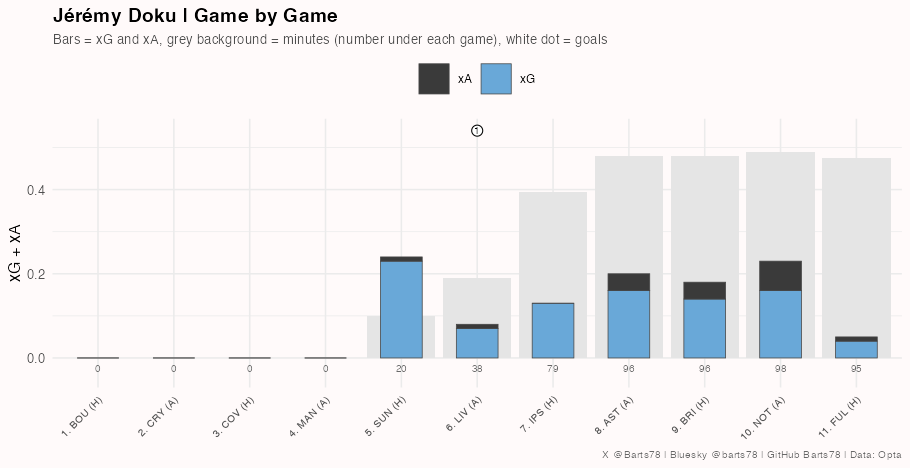 Jérémy Doku | Game by Game
Bars = xG and xA, grey background = minutes (number under each game), white dot = goals
xA xG
1
xG + xA
0.4
0.2
0.0
0 0 0 0 20 38 79 96 96 98 95
1. BOU (H) 2. CRY (A) 3. COV (H) 4. MAN (A) 5. SUN (H) 6. LIV (A) 7. IPS (H) 8. AST (A) 9. BRI (H) 10. NOT (A) 11. FUL (H)
X @Barts78 | Bluesky @barts78 | GitHub Barts78 | Data: Opta